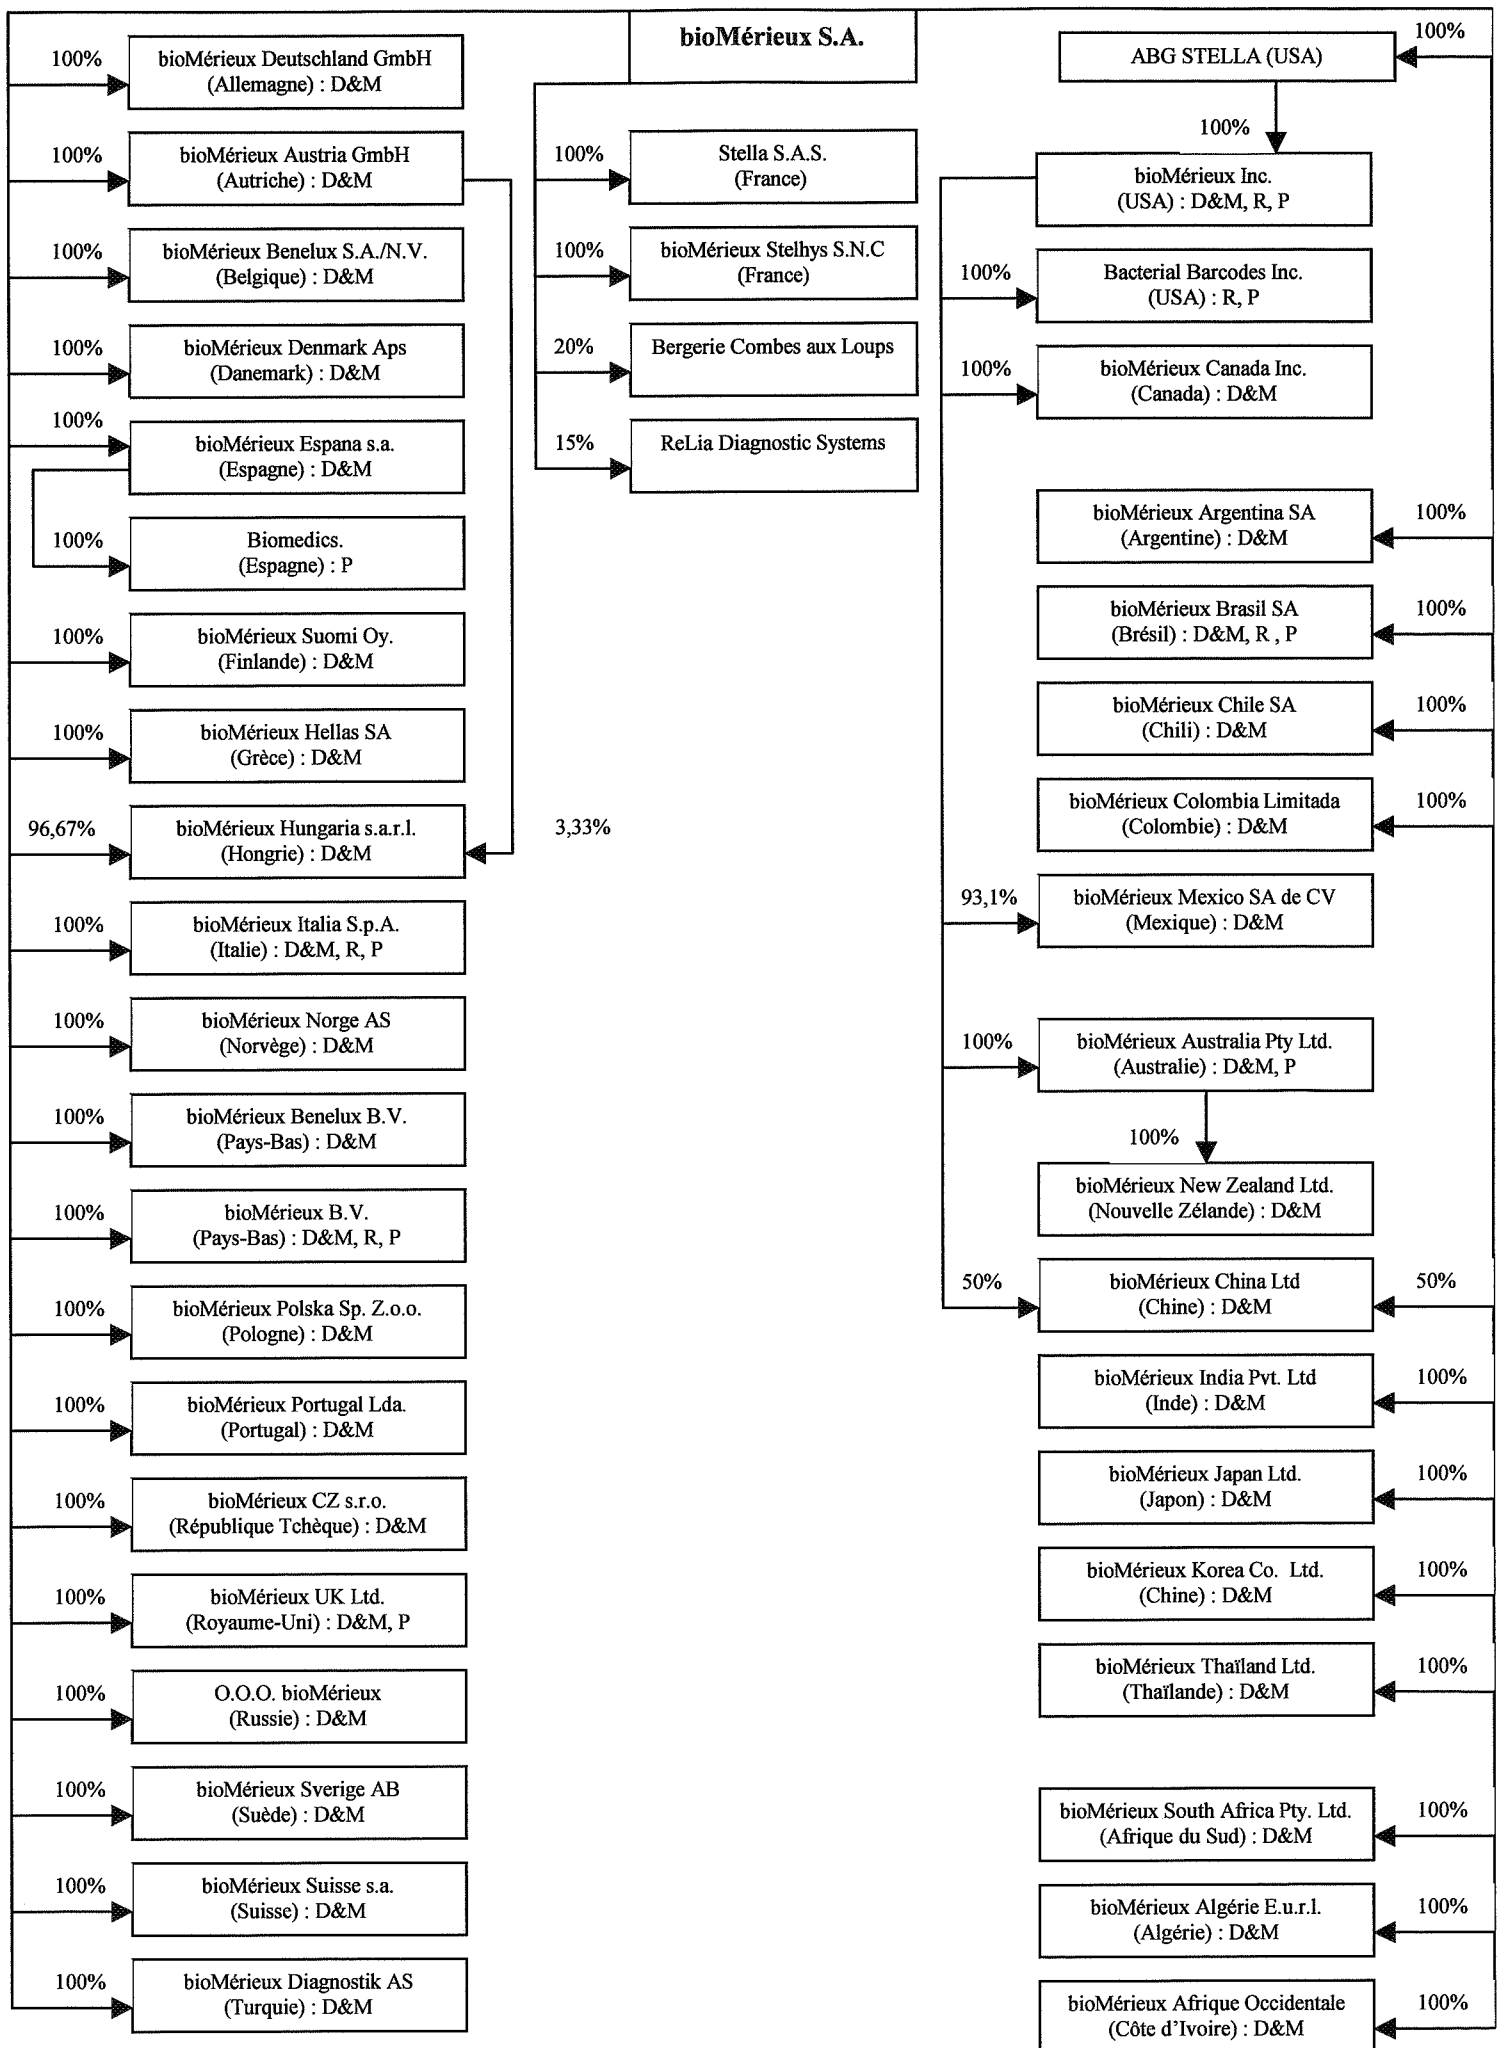 bioMérieux S.A.
100%
bioMérieux Deutschland GmbH
(Allemagne) : D&M
100%
bioMérieux Austria GmbH
(Autriche) : D&M
100%
bioMérieux Benelux S.A./N.V.
(Belgique) : D&M
100%
bioMérieux Denmark Aps
(Danemark) : D&M
100%
bioMérieux Espana s.a.
(Espagne) : D&M
100%
Biomedics.
(Espagne) : P
100%
bioMérieux Suomi Oy.
(Finlande) : D&M
100%
bioMérieux Hellas SA
(Grèce) : D&M
96,67%
bioMérieux Hungaria s.a.r.l.
(Hongrie) : D&M
3,33%
100%
bioMérieux Italia S.p.A.
(Italie) : D&M, R, P
100%
bioMérieux Norge AS
(Norvège) : D&M
100%
bioMérieux Benelux B.V.
(Pays-Bas) : D&M
100%
bioMérieux B.V.
(Pays-Bas) : D&M, R, P
100%
bioMérieux Polska Sp. Z.o.o.
(Pologne) : D&M
100%
bioMérieux Portugal Lda.
(Portugal) : D&M
100%
bioMérieux CZ s.r.o.
(République Tchèque) : D&M
100%
bioMérieux UK Ltd.
(Royaume-Uni) : D&M, P
100%
O.O.O. bioMérieux
(Russie) : D&M
100%
bioMérieux Sverige AB
(Suède) : D&M
100%
bioMérieux Suisse s.a.
(Suisse) : D&M
100%
bioMérieux Diagnostik AS
(Turquie) : D&M
100%
Stella S.A.S.
(France)
100%
bioMérieux Stelhys S.N.C
(France)
20%
Bergerie Combes aux Loups
15%
ReLia Diagnostic Systems
ABG STELLA (USA)
100%
100%
bioMérieux Inc.
(USA) : D&M, R, P
100%
Bacterial Barcodes Inc.
(USA) : R, P
100%
bioMérieux Canada Inc.
(Canada) : D&M
bioMérieux Argentina SA
(Argentine) : D&M
100%
bioMérieux Brasil SA
(Brésil) : D&M, R , P
100%
bioMérieux Chile SA
(Chili) : D&M
100%
bioMérieux Colombia Limitada
(Colombie) : D&M
100%
93,1%
bioMérieux Mexico SA de CV
(Mexique) : D&M
100%
bioMérieux Australia Pty Ltd.
(Australie) : D&M, P
100%
bioMérieux New Zealand Ltd.
(Nouvelle Zélande) : D&M
50%
bioMérieux China Ltd
(Chine) : D&M
50%
bioMérieux India Pvt. Ltd
(Inde) : D&M
100%
bioMérieux Japan Ltd.
(Japon) : D&M
100%
bioMérieux Korea Co. Ltd.
(Chine) : D&M
100%
bioMérieux Thaïland Ltd.
(Thaïlande) : D&M
100%
bioMérieux South Africa Pty. Ltd.
(Afrique du Sud) : D&M
100%
bioMérieux Algérie E.u.r.l.
(Algérie) : D&M
100%
bioMérieux Afrique Occidentale
(Côte d'Ivoire) : D&M
100%